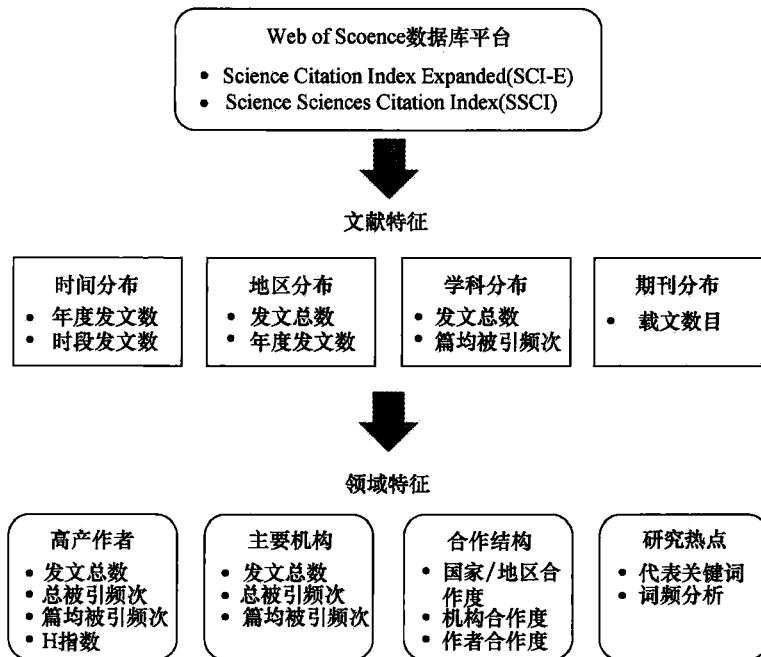 Web of Scoence数据库平台
• Science Citation Index Expanded(SCI-E)
• Science Sciences Citation Index(SSCI)
文献特征
时间分布
• 年度发文数
• 时段发文数
地区分布
• 发文总数
• 年度发文数
学科分布
• 发文总数
• 篇均被引频次
期刊分布
• 载文数目
领域特征
高产作者
• 发文总数
• 总被引频次
• 篇均被引频次
• H指数
主要机构
• 发文总数
• 总被引频次
• 篇均被引频次
合作结构
• 国家/地区合
作度
• 机构合作度
• 作者合作度
研究热点
• 代表关键词
• 词频分析